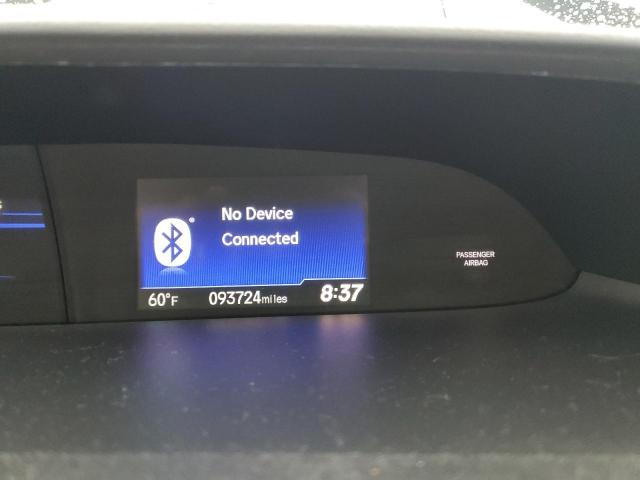 No Device
Connected
60°F 093724miles 8:37
PASSENGER
AIRBAG